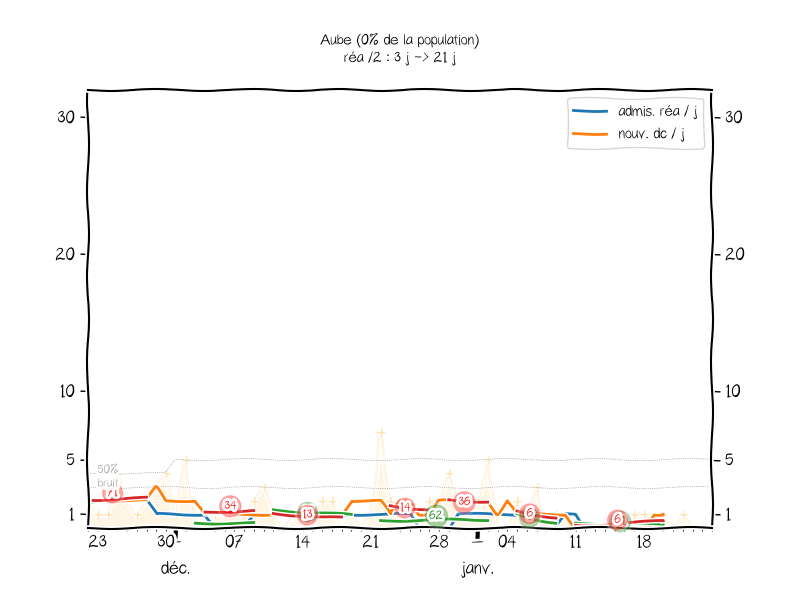 Aube (0% de la population)
réa /2 : 3 j -> 21 j
admis. réa / j
nouv. dc / j
30 30
20 20
10 10
5 5
1 1
50%
bruit
34
13
14
62
36
6
6
23 30 07 14 21 28 04 11 18
déc. janv.